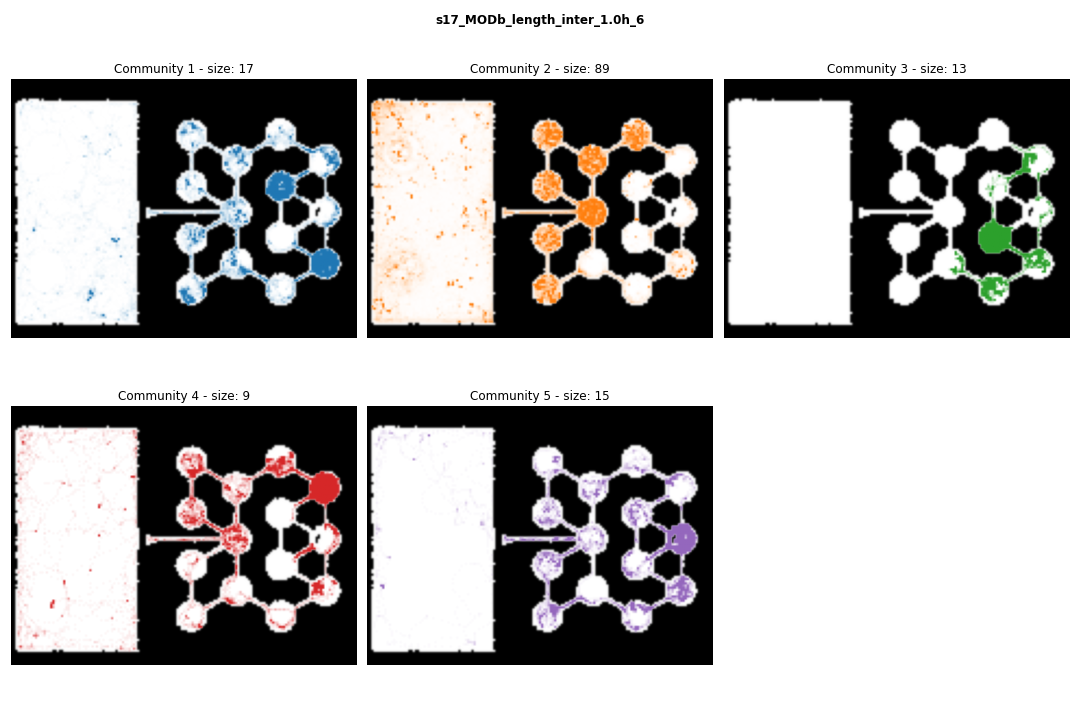 s17_MODb_length_inter_1.0h_6
Community 1 - size: 17
Community 2 - size: 89
Community 3 - size: 13
Community 4 - size: 9
Community 5 - size: 15